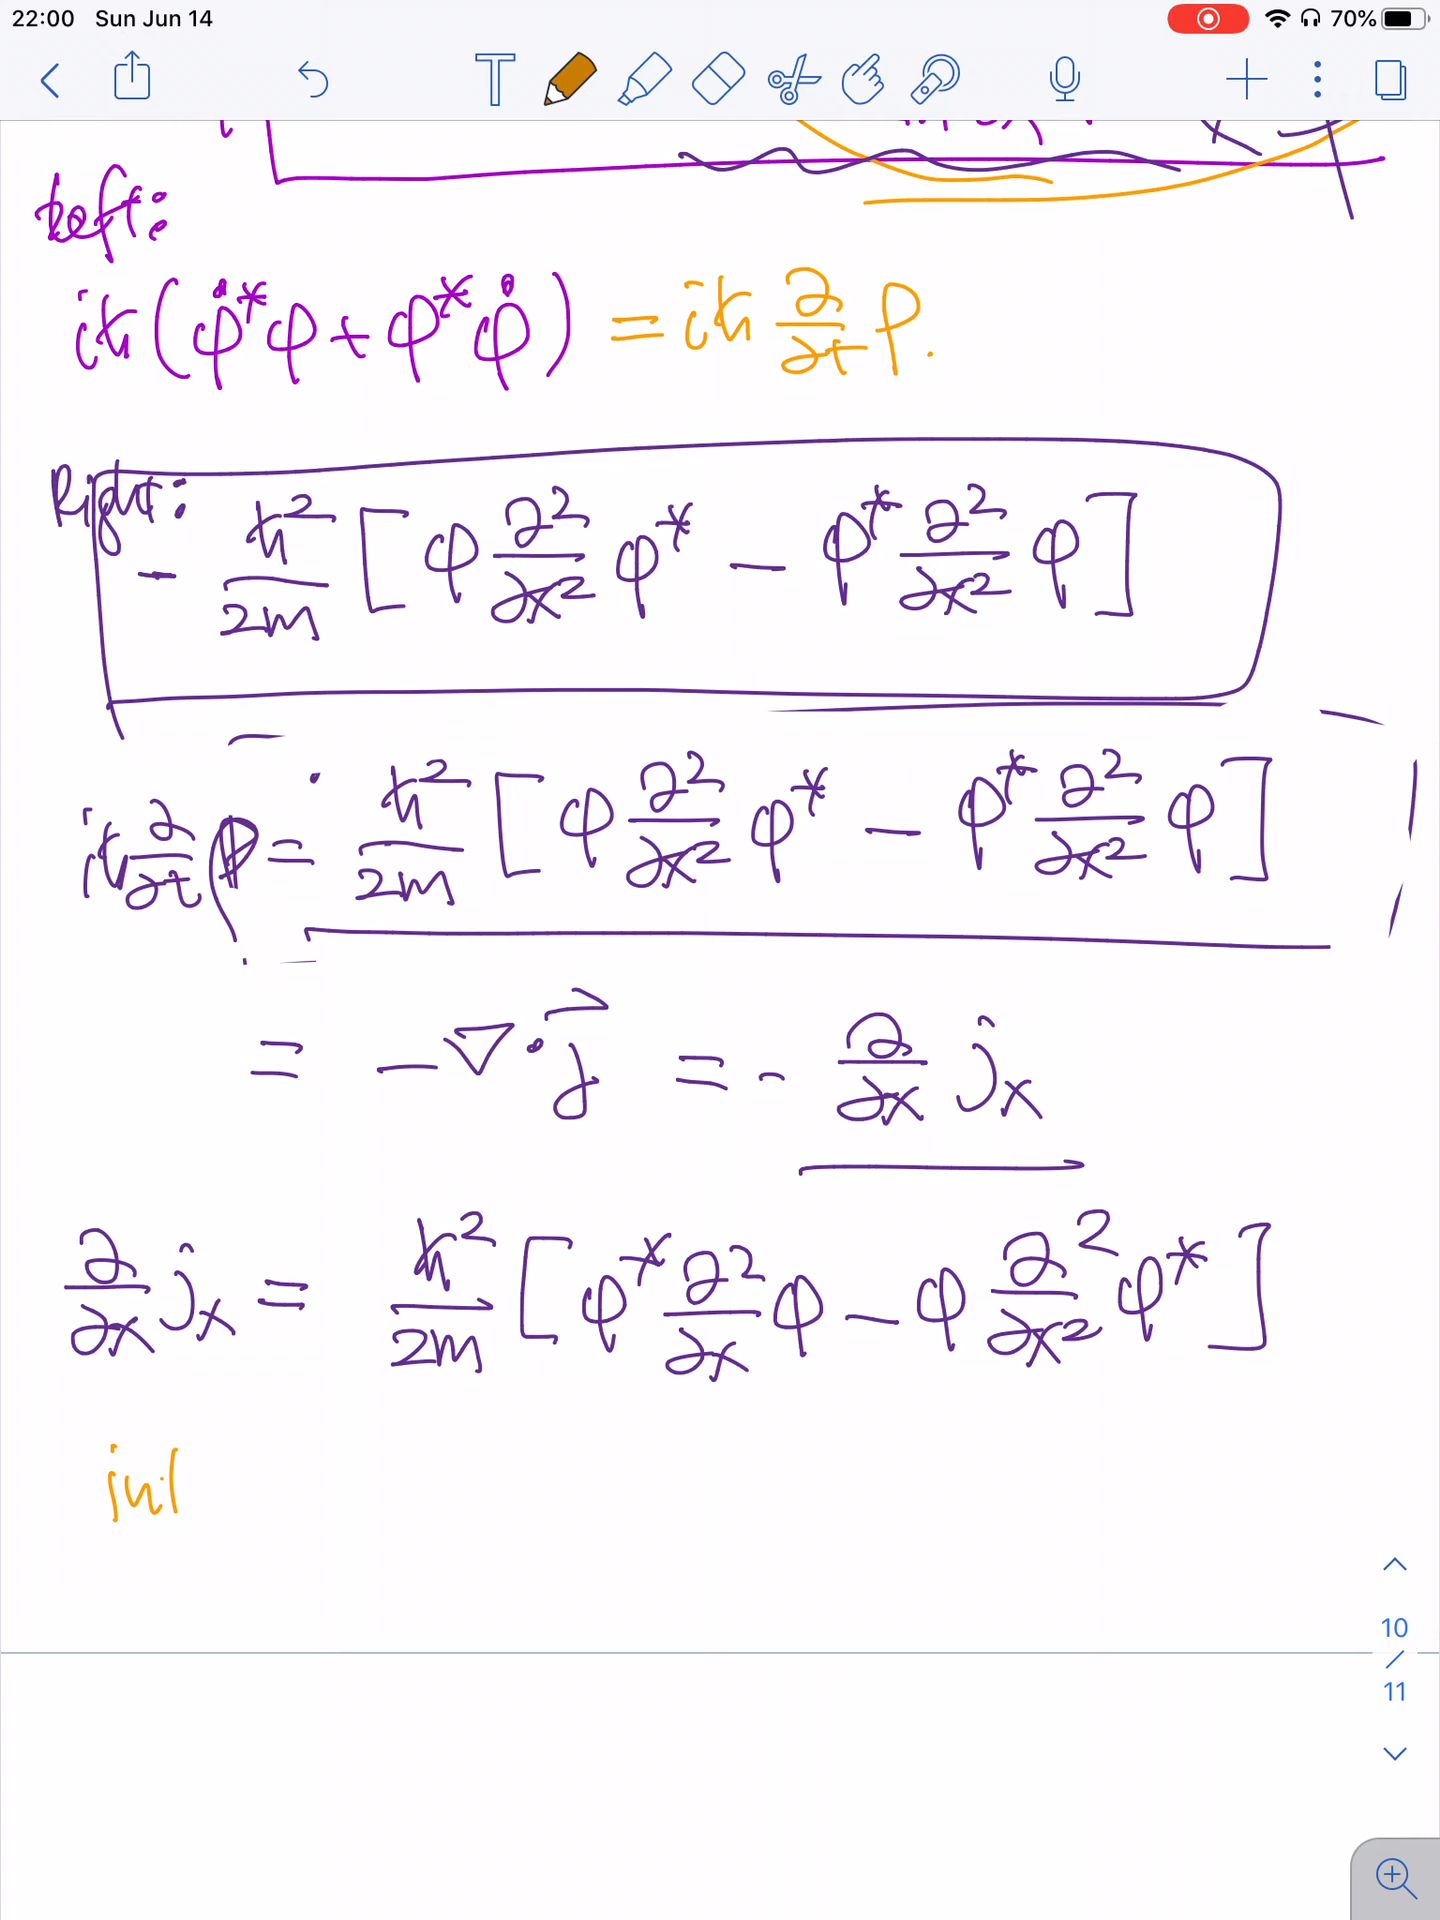 22:00 Sun Jun 14 70%
Left:
iħ(φ̇*φ + φ*φ̇) = iħ ∂/∂t ρ.
Right:
- ħ²/2m [φ ∂²/∂x² φ* - φ* ∂²/∂x² φ]
iħ ∂/∂t ρ = ħ²/2m [φ ∂²/∂x² φ* - φ* ∂²/∂x² φ]
= -∇·j⃗ = - ∂/∂x jₓ
∂/∂x jₓ = ħ²/2m [φ* ∂²/∂x φ - φ ∂²/∂x² φ*]
10
/
11